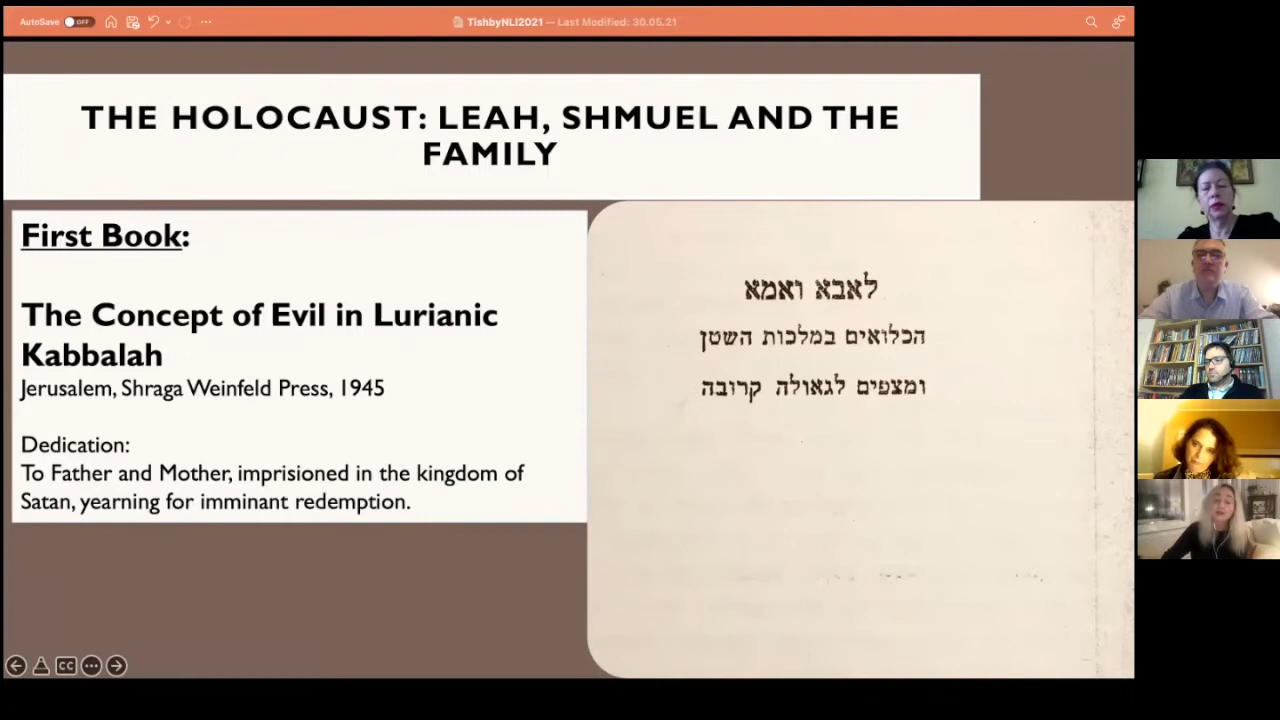 AutoSave OFF
TishbyNLI2021 — Last Modified: 30.05.21
THE HOLOCAUST: LEAH, SHMUEL AND THE
FAMILY
First Book:
The Concept of Evil in Lurianic
Kabbalah
Jerusalem, Shraga Weinfeld Press, 1945
Dedication:
To Father and Mother, imprisioned in the kingdom of
Satan, yearning for imminant redemption.
לאבא ואמא
הכלואים במלכות השטן
ומצפים לגאולה קרובה
CC